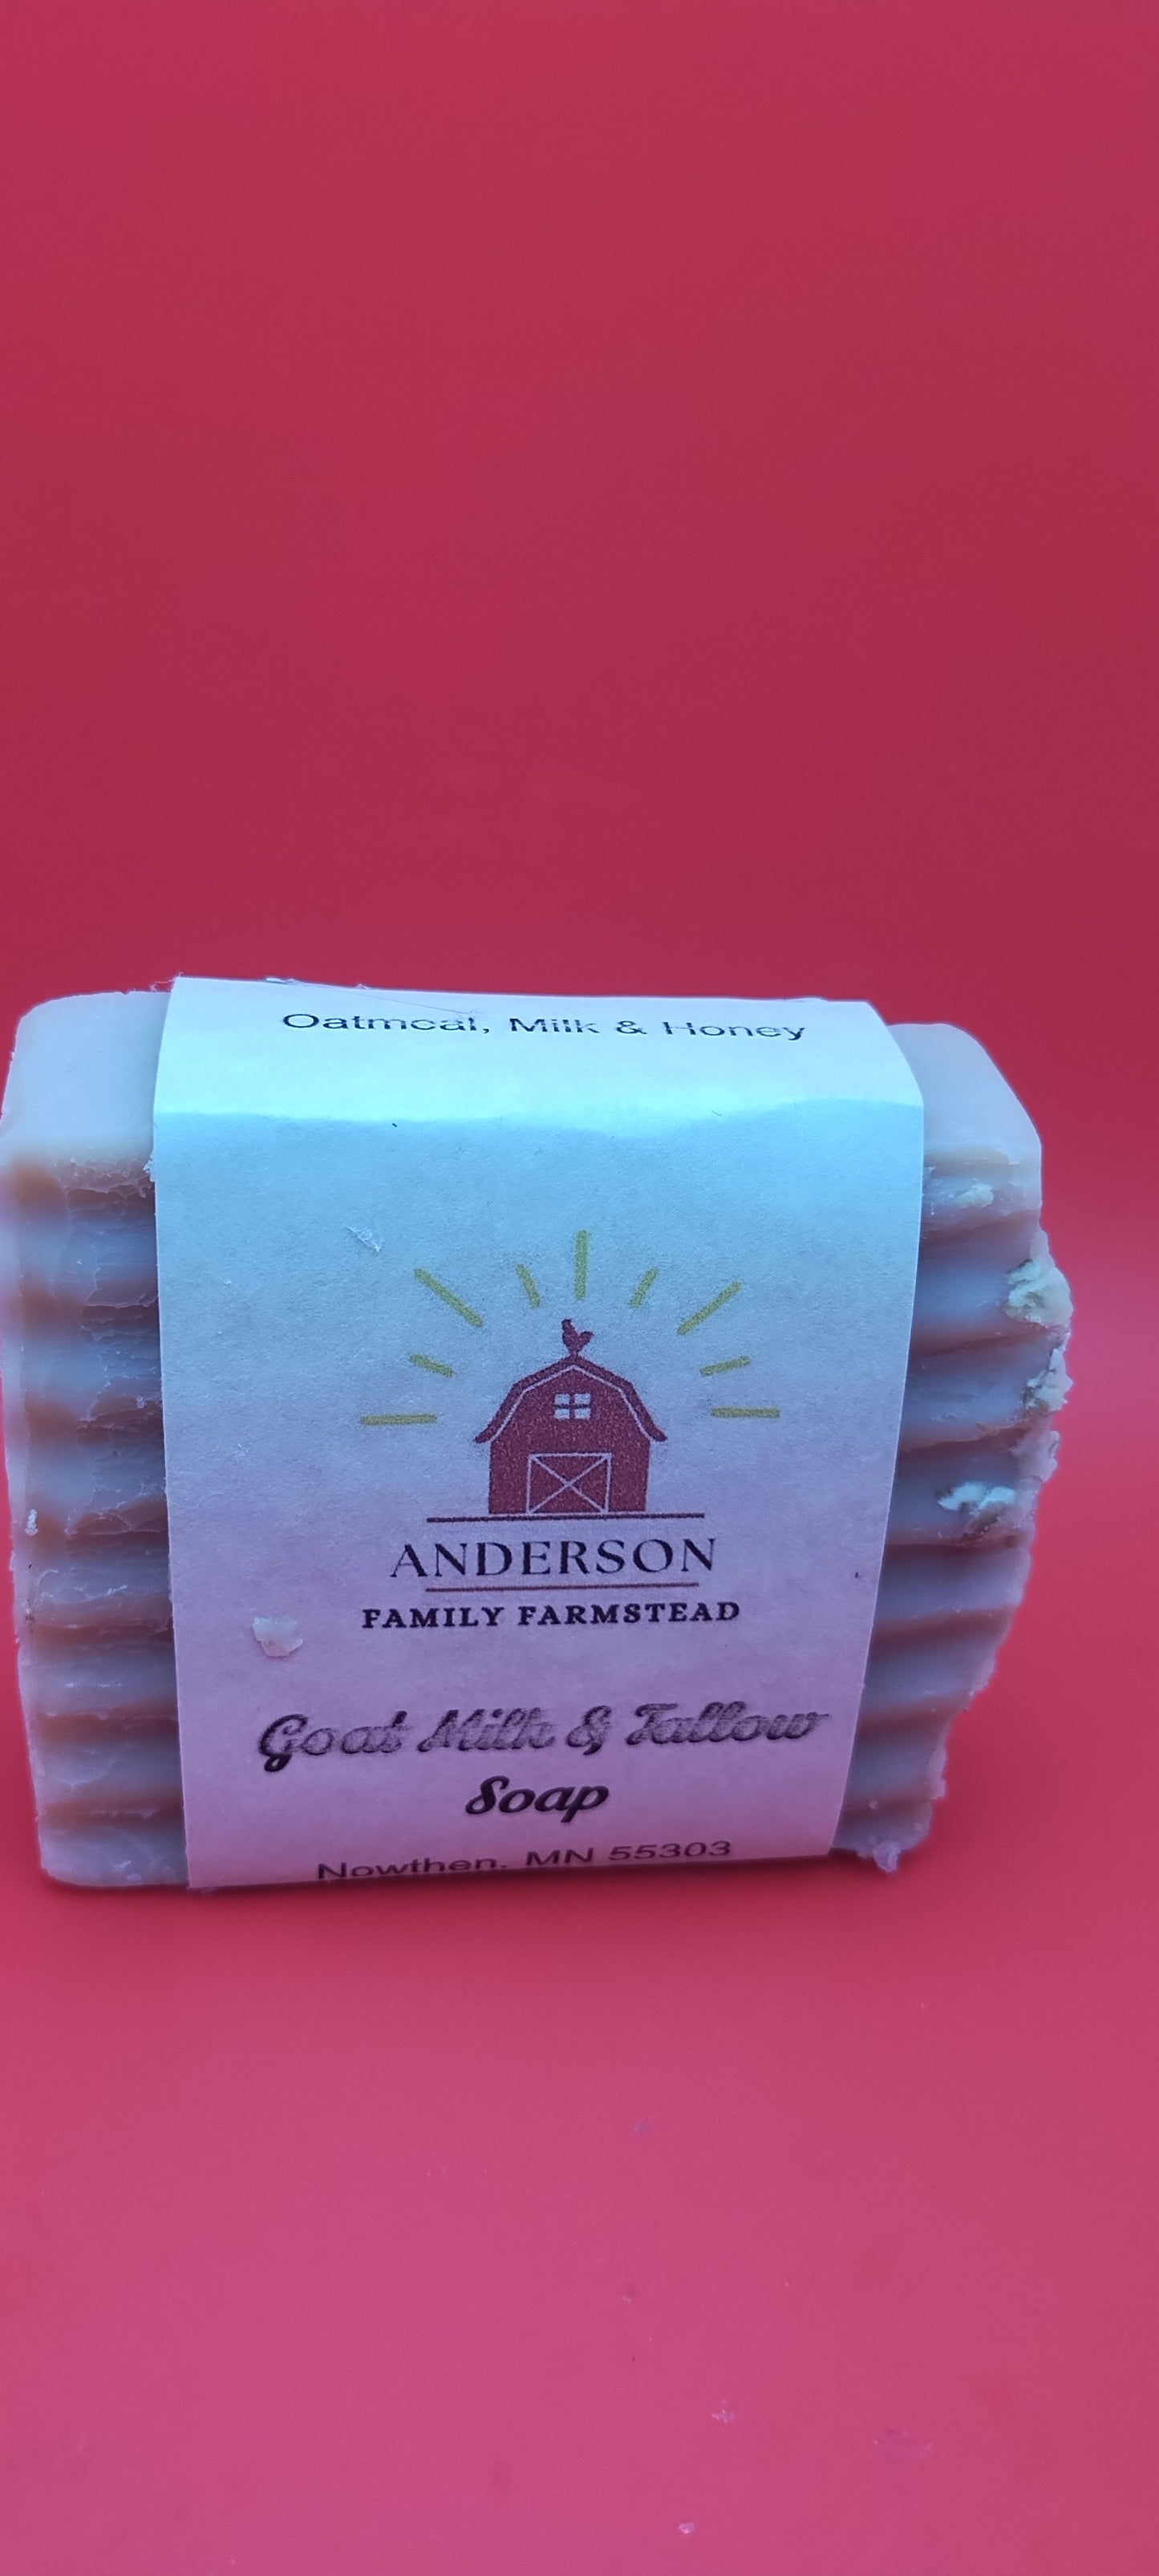 Oatmeal, Milk & Honey
ANDERSON
FAMILY FARMSTEAD
Goat Milk & Tallow
Soap
Nowthen, MN 55303